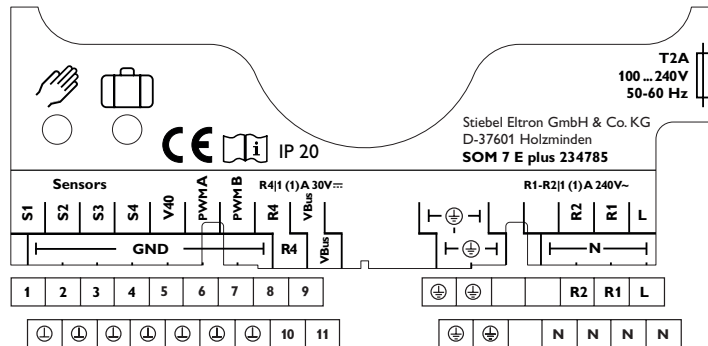 T2A
100 ... 240V
50-60 Hz
Stiebel Eltron GmbH & Co. KG
D-37601 Holzminden
SOM 7 E plus 234785
CE i IP 20
Sensors
R4|1 (1) A 30V⎓
R1-R2|1 (1) A 240V~
S1 S2 S3 S4 V40 PWM A PWM B R4 VBus R2 R1 L
GND R4 VBus N
1 2 3 4 5 6 7 8 9 R2 R1 L
10 11 N N N N